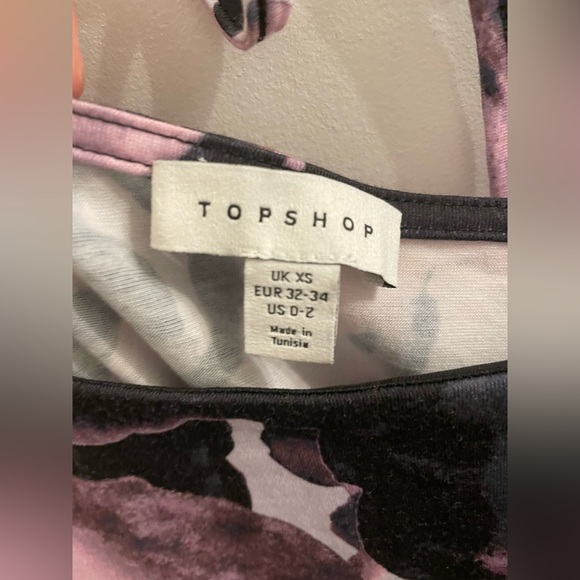 TOPSHOP
UK XS
EUR 32-34
US 0-2
Made in
Tunisia